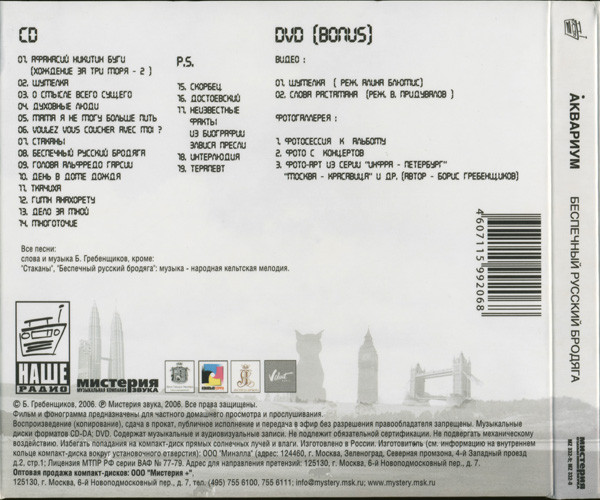 CD
01. АФАНАСИЙ НИКИТИН БУГИ
(ХОЖДЕНИЕ ЗА ТРИ МОРЯ - 2)
02. ШУМЕЛКА
03. О СМЫСЛЕ ВСЕГО СУЩЕГО
04. ДУХОВНЫЕ ЛЮДИ
05. МАМА Я НЕ МОГУ БОЛЬШЕ ПИТЬ
06. VOULEZ VOUS COUCHER AVEC MOI ?
07. СТАКАНЫ
08. БЕСПЕЧНЫЙ РУССКИЙ БРОДЯГА
09. ГОЛОВА АЛЬФРЕДО ГАРСИИ
10. ДЕНЬ В ДОМЕ ДОЖДЯ
11. ТКАЧИХА
12. ГИМН АНАХОРЕТУ
13. ДЕЛО ЗА МНОЙ
14. МНОГОТОЧИЕ
P.S.
15. СКОРБЕЦ
16. ДОСТОЕВСКИЙ
17. НЕИЗВЕСТНЫЕ
ФАКТЫ
ИЗ БИОГРАФИИ
ЭЛВИСА ПРЕСЛИ
18. ИНТЕРЛЮДИЯ
19. ТЕРАПЕВТ
DVD (BONUS)
ВИДЕО :
01. ШУМЕЛКА ( РЕЖ. АЛИНА БЛЮМИС)
02. СЛОВА РАСТАМАНА (РЕЖ. В. ПРИДУВАЛОВ )
ФОТОГАЛЛЕРЕЯ :
1. ФОТОСЕССИЯ К АЛЬБОМУ
2. ФОТО С КОНЦЕРТОВ
3. ФОТО-АРТ ИЗ СЕРИИ "ИНФРА - ПЕТЕРБУРГ"
"МОСКВА - КРАСАВИЦА" И ДР. (АВТОР - БОРИС ГРЕБЕНЩИКОВ)
Все песни:
слова и музыка Б. Гребенщиков, кроме:
"Стаканы", "Беспечный русский бродяга": музыка - народная кельтская мелодия.
4607115992068
НАШЕ
РАДИО
мистерия
МУЗЫКАЛЬНАЯ КОМПАНИЯ ЗВУКА
Velvet
© Б. Гребенщиков, 2006. ℗ Мистерия звука, 2006. Все права защищены.
Фильм и фонограмма предназначены для частного домашнего просмотра и прослушивания.
Воспроизведение (копирование), сдача в прокат, публичное исполнение и передача в эфир без разрешения правообладателя запрещены. Музыкальные
диски форматов CD-DA; DVD. Содержат музыкальные и аудиовизуальные записи. Не подлежит обязательной сертификации. Не подвергать механическому
воздействию. Избегать попадания на компакт-диск прямых солнечных лучей и влаги. Изготовлено в России. Изготовитель (см. информацию на внутреннем
кольце компакт-диска вокруг установочного отверстия): ООО "Миналла" (адрес: 124460, г. Москва, Зеленоград, Северная промзона, 4-й Западный проезд
д.2, стр.1; Лицензия МТПР РФ серии ВАФ № 77-79. Адрес для направления претензий: 125130, г. Москва, 6-й Новоподмосковный пер., д. 7.
Оптовая продажа компакт-дисков: ООО "Мистерия +".
125130, г. Москва, 6-й Новоподмосковный пер., д. 7, тел. (495) 755 6100, 755 6111; info@mystery.msk.ru, www.mystery.msk.ru
АКВАРИУМ
БЕСПЕЧНЫЙ РУССКИЙ БРОДЯГА
мистерия
ЗВУКА